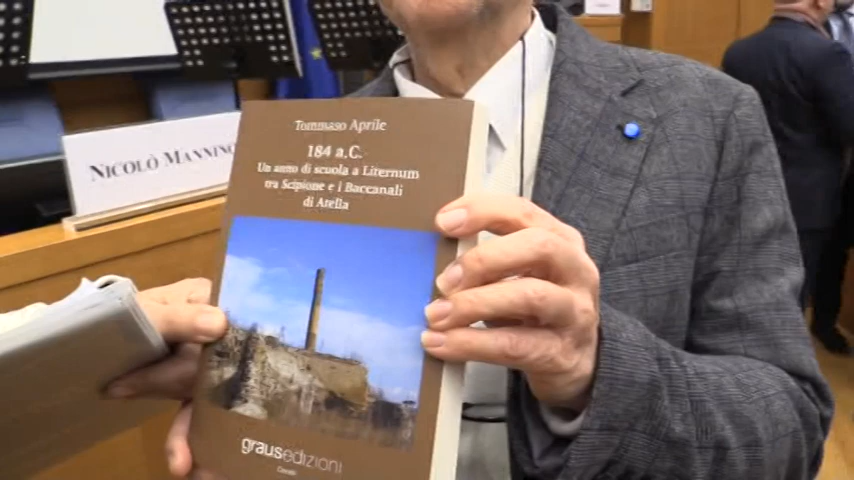 NICOLÒ MANNINO
Tommaso Aprile
184 a.C.
Un anno di scuola a Liternum
tra Scipione e i Baccanali
di Atella
grausedizioni